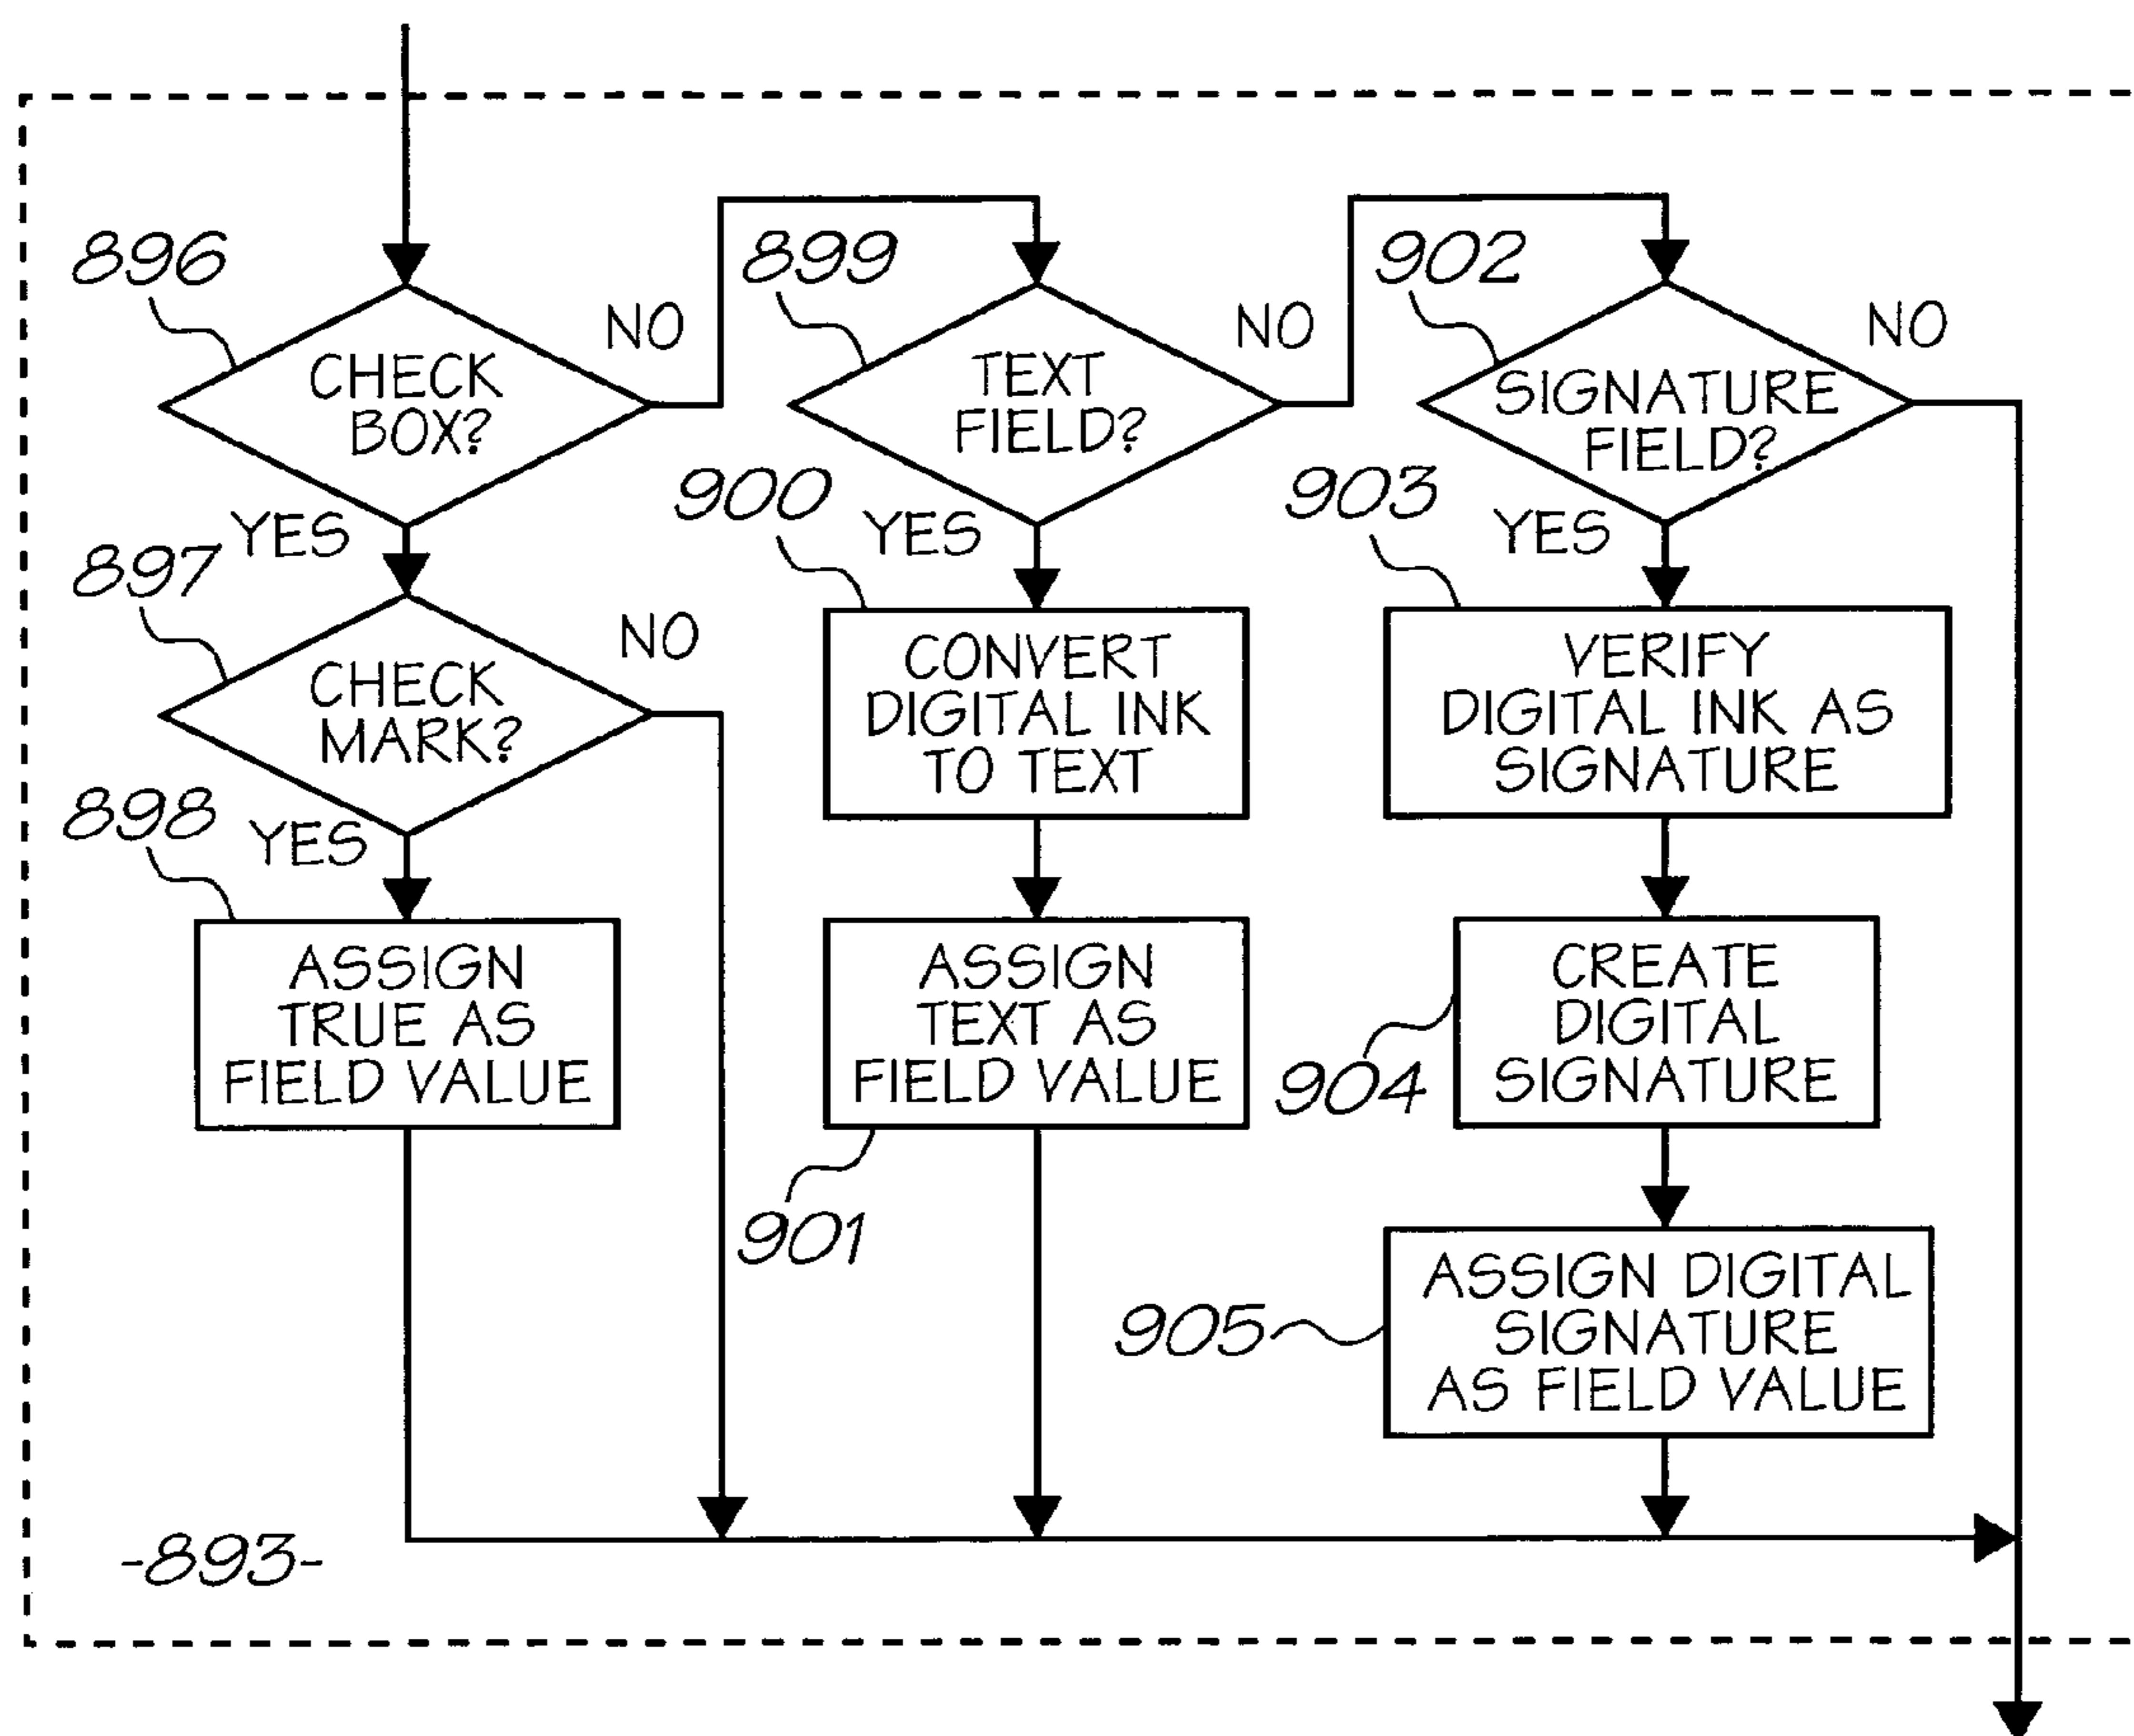 896
CHECK
BOX?
NO
YES
897
CHECK
MARK?
NO
YES
898
ASSIGN
TRUE AS
FIELD VALUE
899
TEXT
FIELD?
NO
YES
900
CONVERT
DIGITAL INK
TO TEXT
ASSIGN
TEXT AS
FIELD VALUE
901
902
SIGNATURE
FIELD?
NO
YES
903
VERIFY
DIGITAL INK AS
SIGNATURE
CREATE
DIGITAL
SIGNATURE
904
ASSIGN DIGITAL
SIGNATURE
AS FIELD VALUE
905
-893-